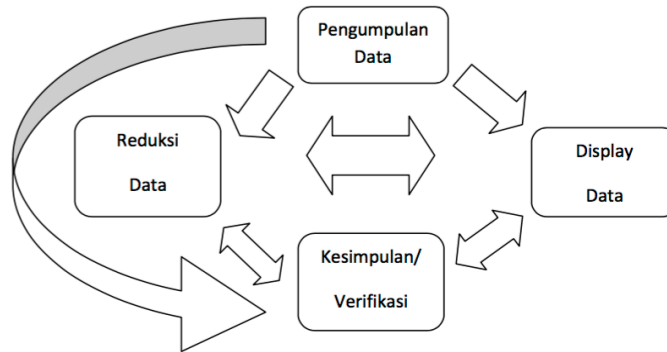 Pengumpulan
Data
Reduksi
Data
Display
Data
Kesimpulan/
Verifikasi